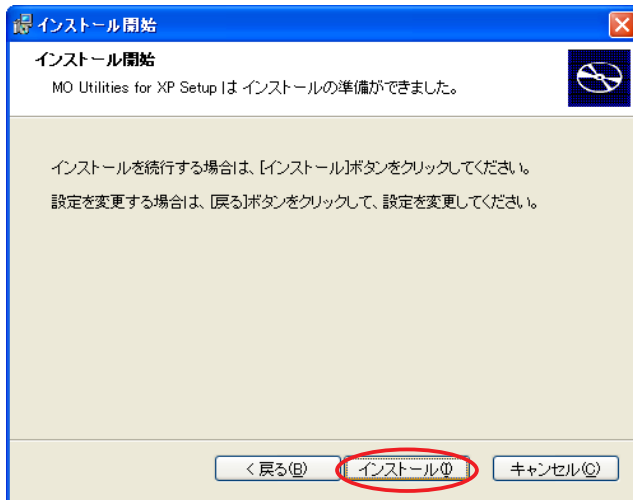 インストール開始
インストール開始
MO Utilities for XP Setup は インストールの準備ができました。
インストールを続行する場合は、[インストール]ボタンをクリックしてください。
設定を変更する場合は、[戻る]ボタンをクリックして、設定を変更してください。
< 戻る(B) インストール(I) キャンセル(C)